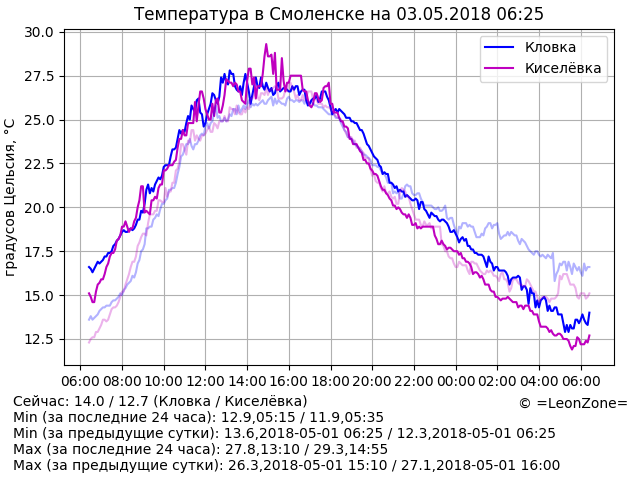 Температура в Смоленске на 03.05.2018 06:25
Кловка
Киселёвка
градусов Цельсия, °C
30.0
27.5
25.0
22.5
20.0
17.5
15.0
12.5
06:00 08:00 10:00 12:00 14:00 16:00 18:00 20:00 22:00 00:00 02:00 04:00 06:00
Сейчас: 14.0 / 12.7 (Кловка / Киселёвка)
© =LeonZone=
Min (за последние 24 часа): 12.9,05:15 / 11.9,05:35
Min (за предыдущие сутки): 13.6,2018-05-01 06:25 / 12.3,2018-05-01 06:25
Max (за последние 24 часа): 27.8,13:10 / 29.3,14:55
Max (за предыдущие сутки): 26.3,2018-05-01 15:10 / 27.1,2018-05-01 16:00